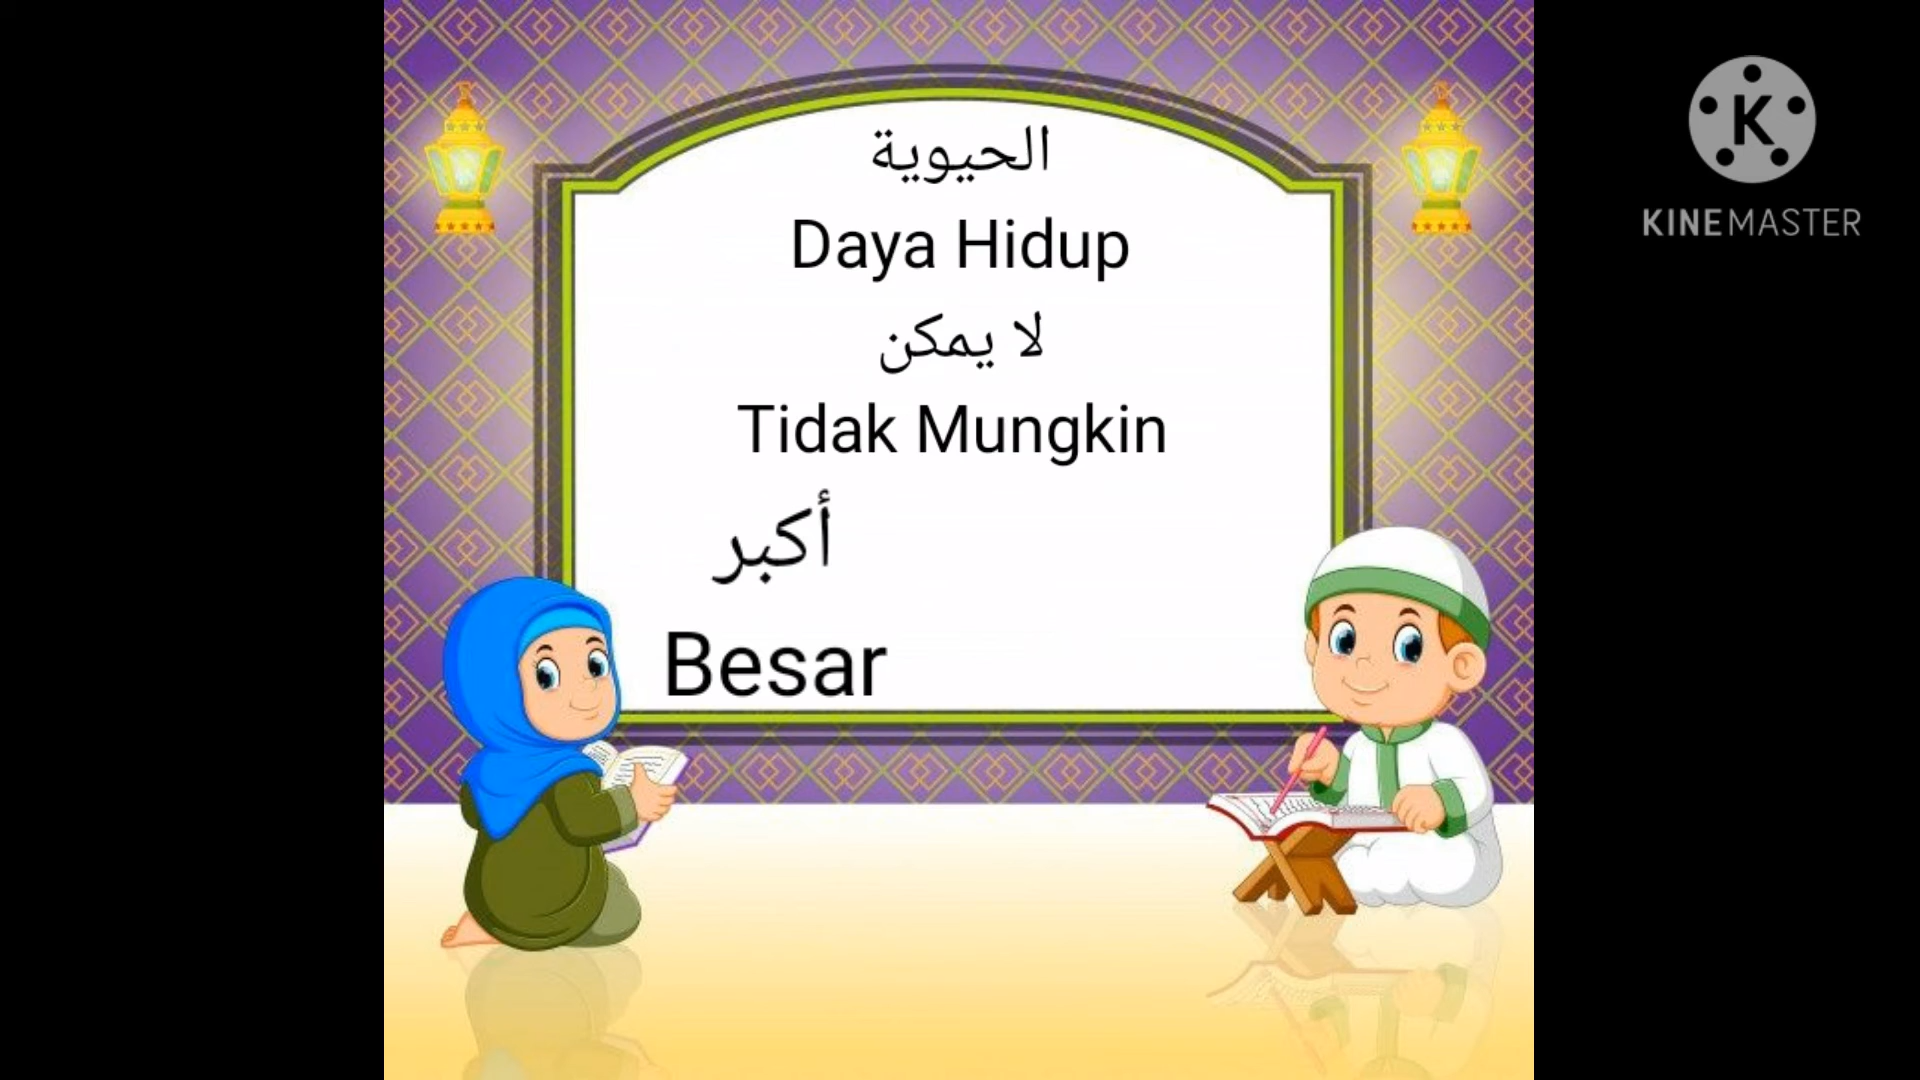 الحيوية
Daya Hidup
لا يمكن
Tidak Mungkin
أكبر
Besar
K
KINEMASTER